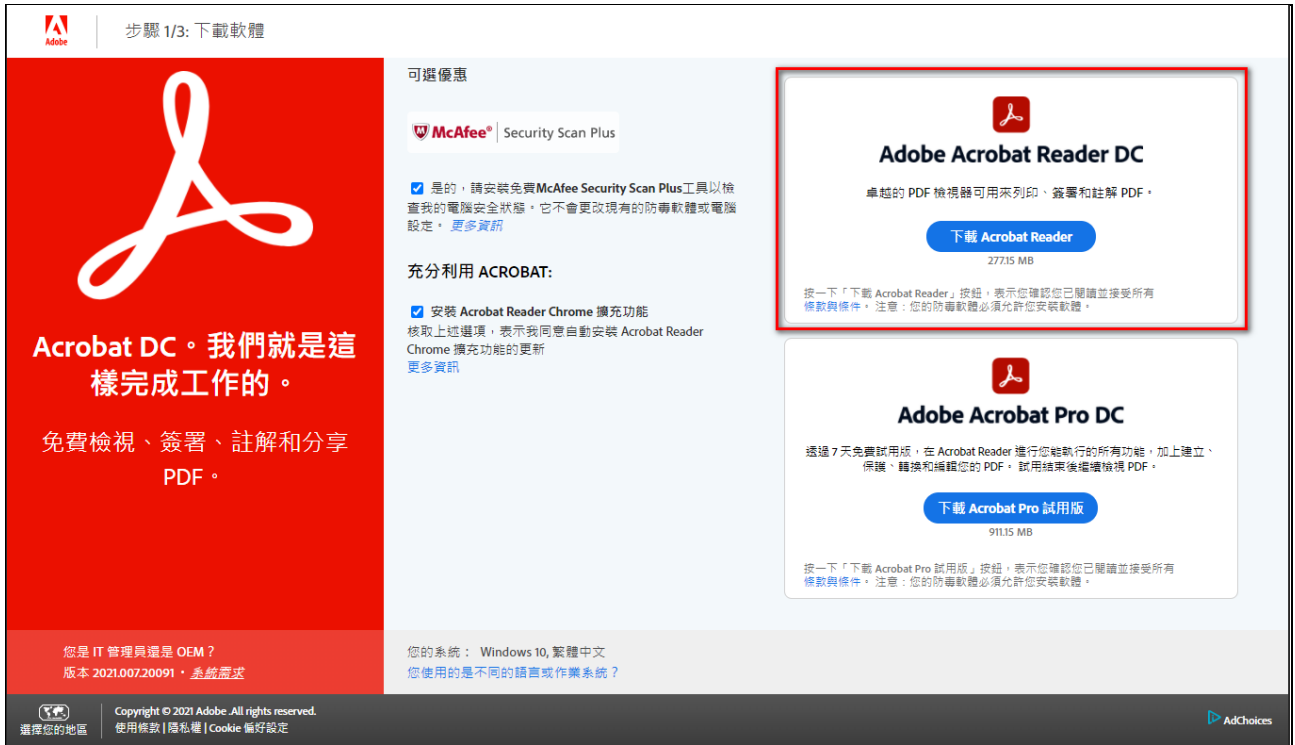 Adobe
步驟 1/3: 下載軟體
Acrobat DC。我們就是這
樣完成工作的。
免費檢視、簽署、註解和分享
PDF。
您是 IT 管理員還是 OEM？
版本 2021.007.20091・系統需求
可選優惠
McAfee® | Security Scan Plus
是的，請安裝免費McAfee Security Scan Plus工具以檢
查我的電腦安全狀態。它不會更改現有的防毒軟體或電腦
設定。 更多資訊
充分利用 ACROBAT:
安裝 Acrobat Reader Chrome 擴充功能
核取上述選項，表示我同意自動安裝 Acrobat Reader
Chrome 擴充功能的更新
更多資訊
Adobe Acrobat Reader DC
卓越的 PDF 檢視器可用來列印、簽署和註解 PDF。
下載 Acrobat Reader
277.15 MB
按一下「下載 Acrobat Reader」按鈕，表示您確認您已閱讀並接受所有
條款與條件。 注意：您的防毒軟體必須允許您安裝軟體。
Adobe Acrobat Pro DC
透過 7 天免費試用版，在 Acrobat Reader 進行您能執行的所有功能，加上建立、
保護、轉換和編輯您的 PDF。 試用結束後繼續檢視 PDF。
下載 Acrobat Pro 試用版
911.15 MB
按一下「下載 Acrobat Pro 試用版」按鈕，表示您確認您已閱讀並接受所有
條款與條件。 注意：您的防毒軟體必須允許您安裝軟體。
您的系統： Windows 10, 繁體中文
您使用的是不同的語言或作業系統？
選擇您的地區
Copyright © 2021 Adobe .All rights reserved.
使用條款 | 隱私權 | Cookie 偏好設定
AdChoices